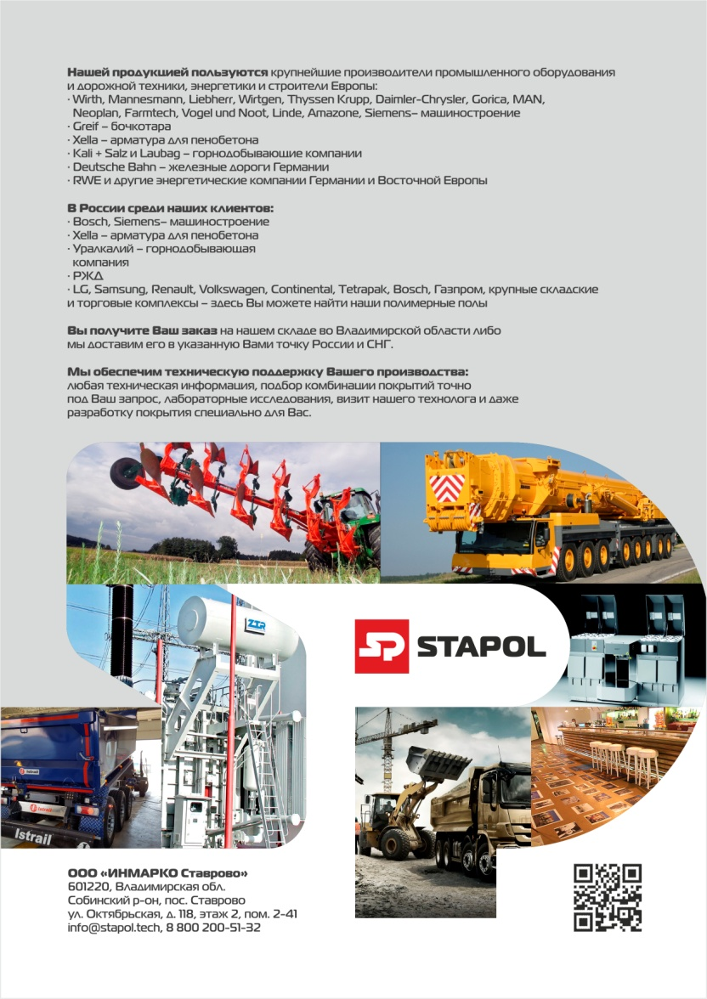 Нашей продукцией пользуются крупнейшие производители промышленного оборудования
и дорожной техники, энергетики и строители Европы:
· Wirth, Mannesmann, Liebherr, Wirtgen, Thyssen Krupp, Daimler-Chrysler, Gorica, MAN,
Neoplan, Farmtech, Vogel und Noot, Linde, Amazone, Siemens– машиностроение
· Greif – бочкотара
· Xella – арматура для пенобетона
· Kali + Salz и Laubag – горнодобывающие компании
· Deutsche Bahn – железные дороги Германии
· RWE и другие энергетические компании Германии и Восточной Европы
В России среди наших клиентов:
· Bosch, Siemens– машиностроение
· Xella – арматура для пенобетона
· Уралкалий – горнодобывающая
компания
· РЖД
· LG, Samsung, Renault, Volkswagen, Continental, Tetrapak, Bosch, Газпром, крупные складские
и торговые комплексы – здесь Вы можете найти наши полимерные полы
Вы получите Ваш заказ на нашем складе во Владимирской области либо
мы доставим его в указанную Вами точку России и СНГ.
Мы обеспечим техническую поддержку Вашего производства:
любая техническая информация, подбор комбинации покрытий точно
под Ваш запрос, лабораторные исследования, визит нашего технолога и даже
разработку покрытия специально для Вас.
ZTR
SP STAPOL
Istrail
Istrail
Istrail
ООО «ИНМАРКО Ставрово»
601220, Владимирская обл.
Собинский р-он, пос. Ставрово
ул. Октябрьская, д. 118, этаж 2, пом. 2-41
info@stapol.tech, 8 800 200-51-32